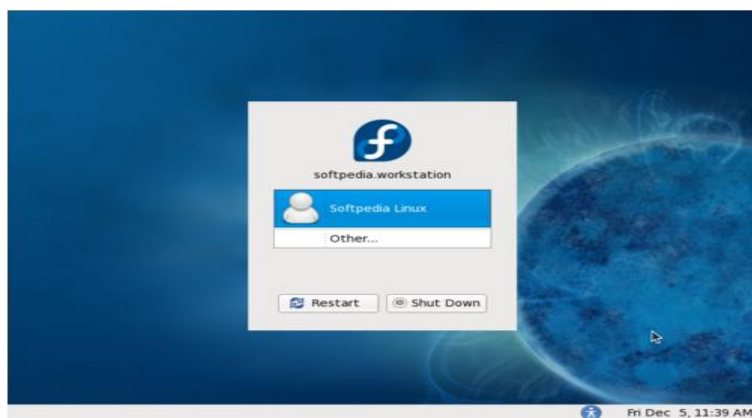 softpedia.workstation
Softpedia Linux
Other...
Restart Shut Down
Fri Dec 5, 11:39 AM